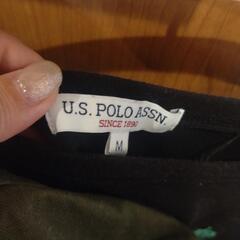 U.S. POLO ASSN.
SINCE 1890
M